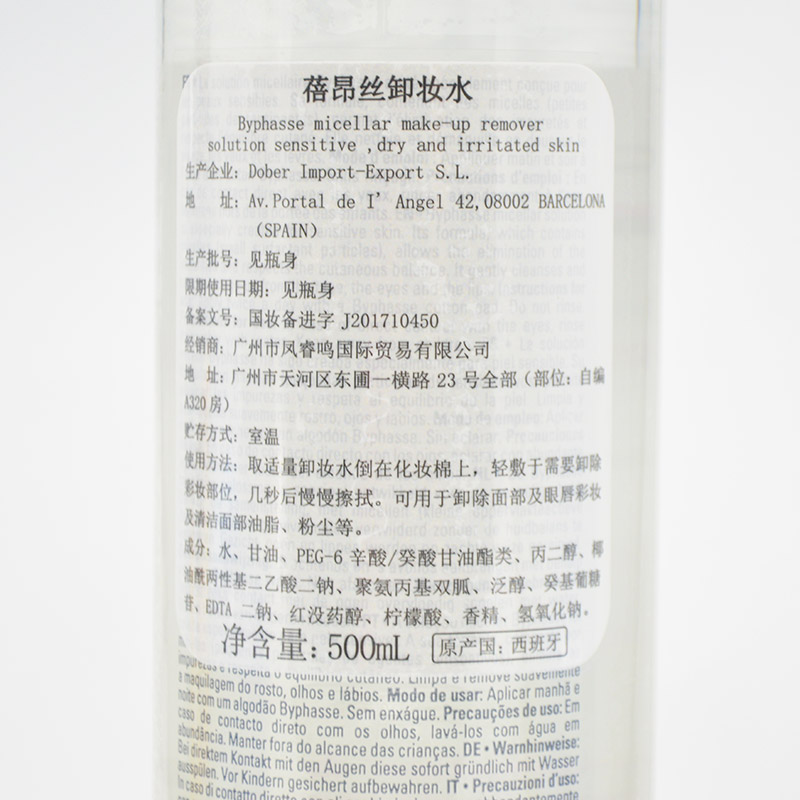 蓓昂丝卸妆水
Byphasse micellar make-up remover
solution sensitive ,dry and irritated skin
生产企业: Dober Import-Export S.L.
地 址: Av.Portal de I' Angel 42,08002 BARCELONA
(SPAIN)
生产批号: 见瓶身
限期使用日期: 见瓶身
备案文号: 国妆备进字 J201710450
经销商: 广州市凤睿鸣国际贸易有限公司
地 址: 广州市天河区东圃一横路 23 号全部（部位: 自编
A320 房）
贮存方式: 室温
使用方法: 取适量卸妆水倒在化妆棉上，轻敷于需要卸除
彩妆部位，几秒后慢慢擦拭。可用于卸除面部及眼唇彩妆
及清洁面部油脂、粉尘等。
成分: 水、甘油、PEG-6 辛酸/癸酸甘油酯类、丙二醇、椰
油酰两性基二乙酸二钠、聚氨丙基双胍、泛醇、癸基葡糖
苷、EDTA 二钠、红没药醇、柠檬酸、香精、氢氧化钠。
净含量: 500mL 原产国: 西班牙
impurezas e respeita o equilíbrio cutâneo. Limpa e remove suavemente
a maquilagem do rosto, olhos e lábios. Modo de usar: Aplicar manhã e
noite com um algodão Byphasse. Sem enxágue. Precauções de uso: Em
caso de contacto direto com os olhos, lavá-los com água em
abundância. Manter fora do alcance das crianças. DE • Warnhinweise:
Bei direktem Kontakt mit den Augen diese sofort gründlich mit Wasser
ausspülen. Vor Kindern gesichert aufbewahren. IT • Precauzioni d'uso:
In caso di contatto diretto con